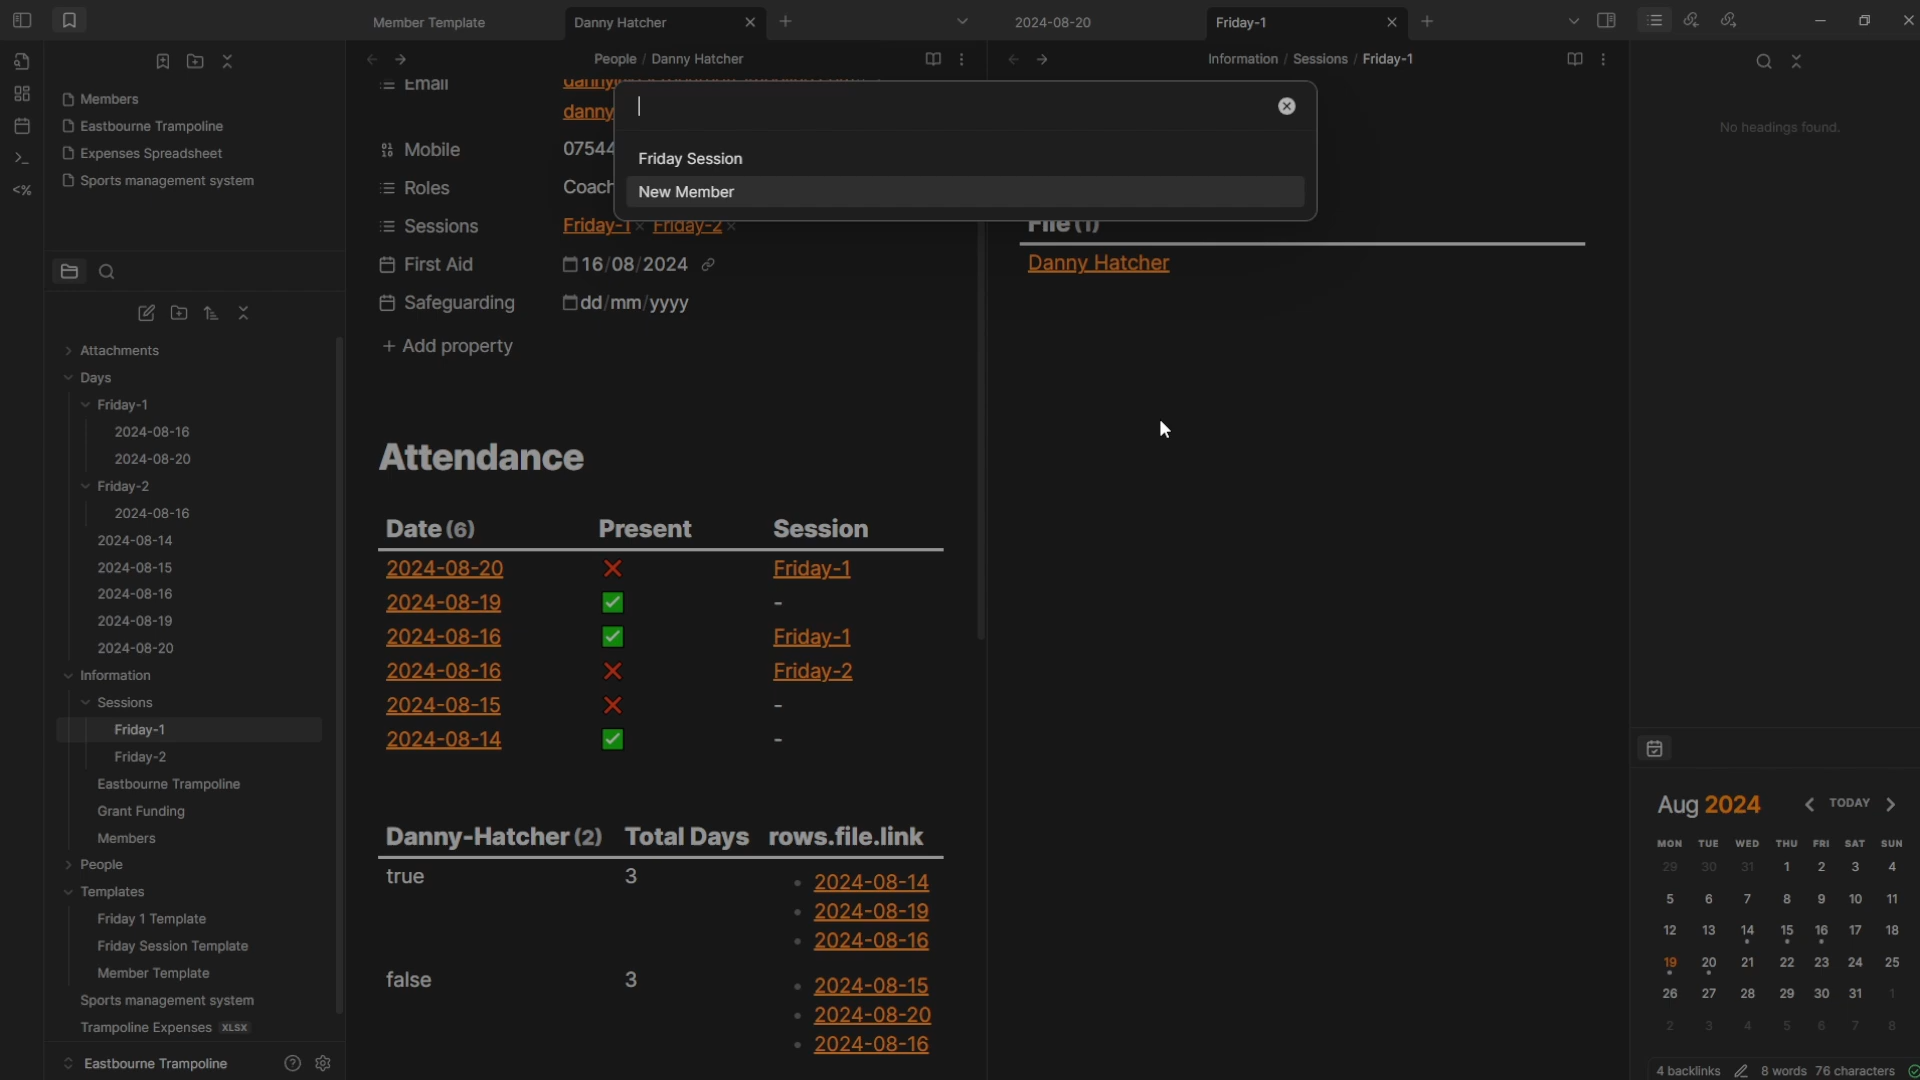 Member Template
Danny Hatcher
2024-08-20
Friday-1
People / Danny Hatcher
Information / Sessions / Friday-1
Members
Eastbourne Trampoline
Expenses Spreadsheet
Sports management system
Attachments
Days
Friday-1
2024-08-16
2024-08-20
Friday-2
2024-08-16
2024-08-14
2024-08-15
2024-08-16
2024-08-19
2024-08-20
Information
Sessions
Friday-1
Friday-2
Eastbourne Trampoline
Grant Funding
Members
People
Templates
Friday 1 Template
Friday Session Template
Member Template
Sports management system
Trampoline Expenses XLSX
Eastbourne Trampoline
Email
danny
Mobile 07544
Roles Coach
Sessions Friday-1 × Friday-2 ×
First Aid 16/08/2024
Safeguarding dd/mm/yyyy
+ Add property
Friday Session
New Member
Attendance
Date (6) Present Session
2024-08-20 ❌ Friday-1
2024-08-19 ✅ -
2024-08-16 ✅ Friday-1
2024-08-16 ❌ Friday-2
2024-08-15 ❌ -
2024-08-14 ✅ -
Danny-Hatcher (2) Total Days rows.file.link
true 3
2024-08-14
2024-08-19
2024-08-16
false 3
2024-08-15
2024-08-20
2024-08-16
File (1)
Danny Hatcher
No headings found.
Aug 2024 TODAY
MON TUE WED THU FRI SAT SUN
29 30 31 1 2 3 4
5 6 7 8 9 10 11
12 13 14 15 16 17 18
19 20 21 22 23 24 25
26 27 28 29 30 31 1
2 3 4 5 6 7 8
4 backlinks 8 words 76 characters